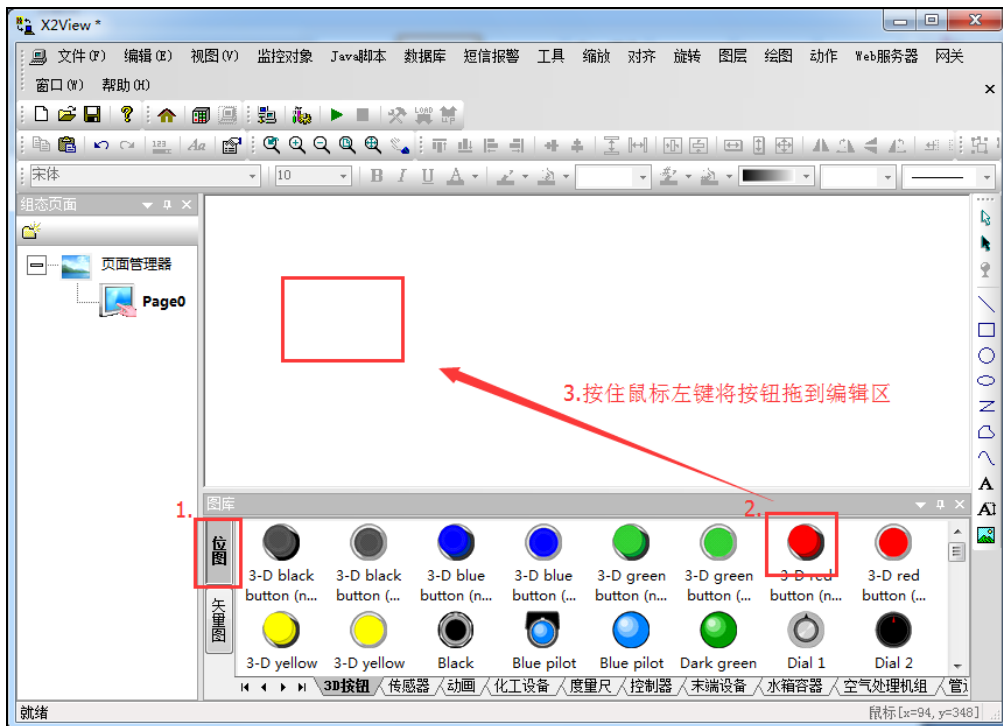 X2View *
文件(F) 编辑(E) 视图(V) 监控对象 Java脚本 数据库 短信报警 工具 缩放 对齐 旋转 图层 绘图 动作 Web服务器 网关
窗口(W) 帮助(H)
宋体 10 B I U A
组态页面
页面管理器
Page0
3.按住鼠标左键将按钮拖到编辑区
1.
图库
2.
位图
3-D black button (n...
3-D black button (...
3-D blue button (n...
3-D blue button (...
3-D green button (n...
3-D green button (...
3-D red button (n...
3-D red button (...
矢量图
3-D yellow
3-D yellow
Black
Blue pilot
Blue pilot
Dark green
Dial 1
Dial 2
3D按钮 传感器 动画 化工设备 度量尺 控制器 末端设备 水箱容器 空气处理机组
就绪
鼠标[x=94,y=348]